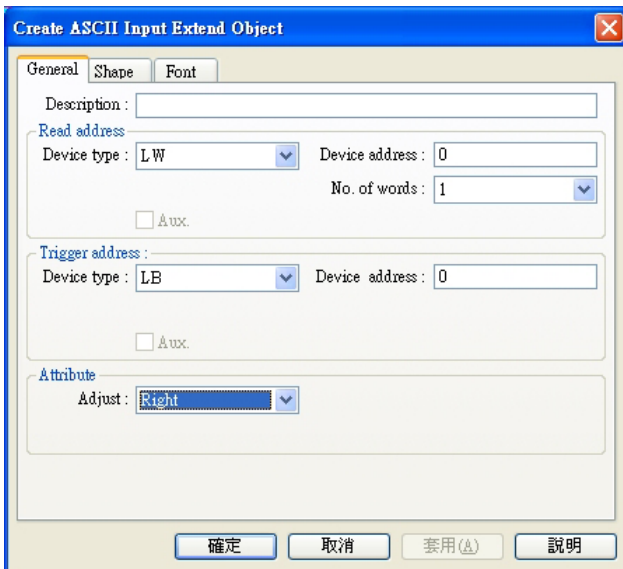 Create ASCII Input Extend Object
General Shape Font
Description :
Read address
Device type : LW Device address : 0
No. of words : 1
Aux.
Trigger address :
Device type : LB Device address : 0
Aux.
Attribute
Adjust : Right
確定 取消 套用(A) 說明